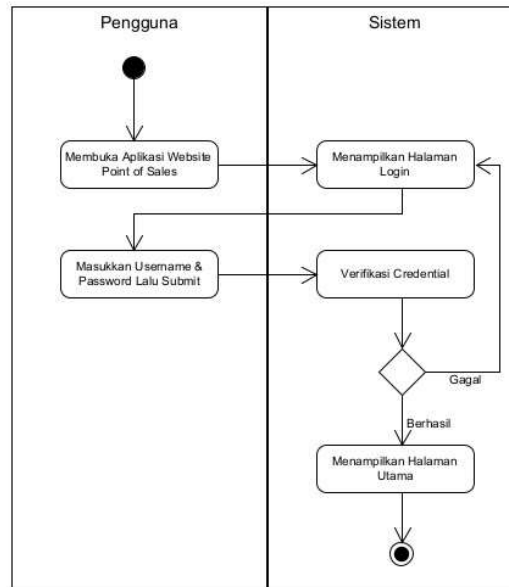 Pengguna
Sistem
Membuka Aplikasi Website
Point of Sales
Menampilkan Halaman
Login
Masukkan Username &
Password Lalu Submit
Verifikasi Credential
Gagal
Berhasil
Menampilkan Halaman
Utama